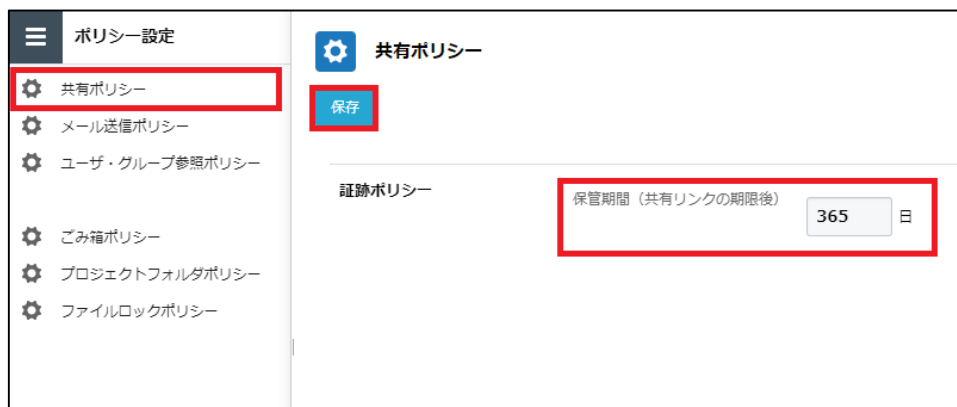 ポリシー設定
共有ポリシー
メール送信ポリシー
ユーザ・グループ参照ポリシー
ごみ箱ポリシー
プロジェクトフォルダポリシー
ファイルロックポリシー
共有ポリシー
保存
証跡ポリシー
保管期間（共有リンクの期限後）
365 日